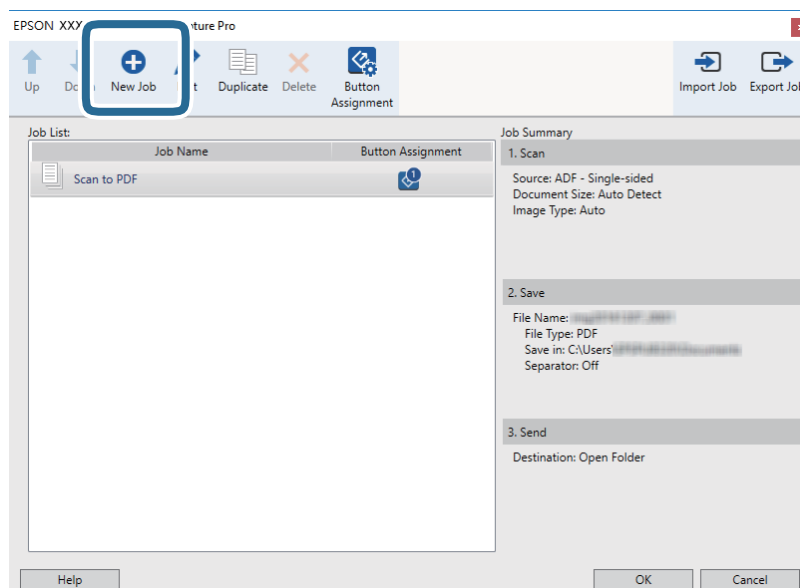 EPSON XXX ture Pro
Up
New Job
Duplicate
Delete
Button
Assignment
Import Job
Export Job
Job List:
Job Name
Button Assignment
Scan to PDF
1
Job Summary
1. Scan
Source: ADF - Single-sided
Document Size: Auto Detect
Image Type: Auto
2. Save
File Name:
File Type: PDF
Save in: C:\Users\
Separator: Off
3. Send
Destination: Open Folder
Help
OK
Cancel